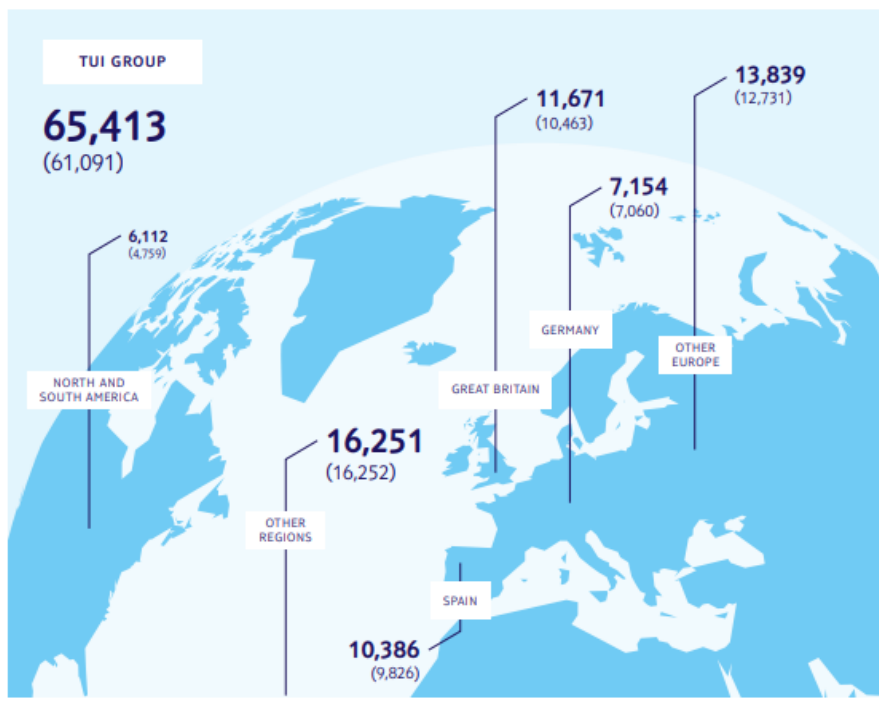 TUI GROUP
65,413
(61,091)
6,112
(4,759)
NORTH AND
SOUTH AMERICA
11,671
(10,463)
GREAT BRITAIN
7,154
(7,060)
GERMANY
13,839
(12,731)
OTHER
EUROPE
16,251
(16,252)
OTHER
REGIONS
SPAIN
10,386
(9,826)